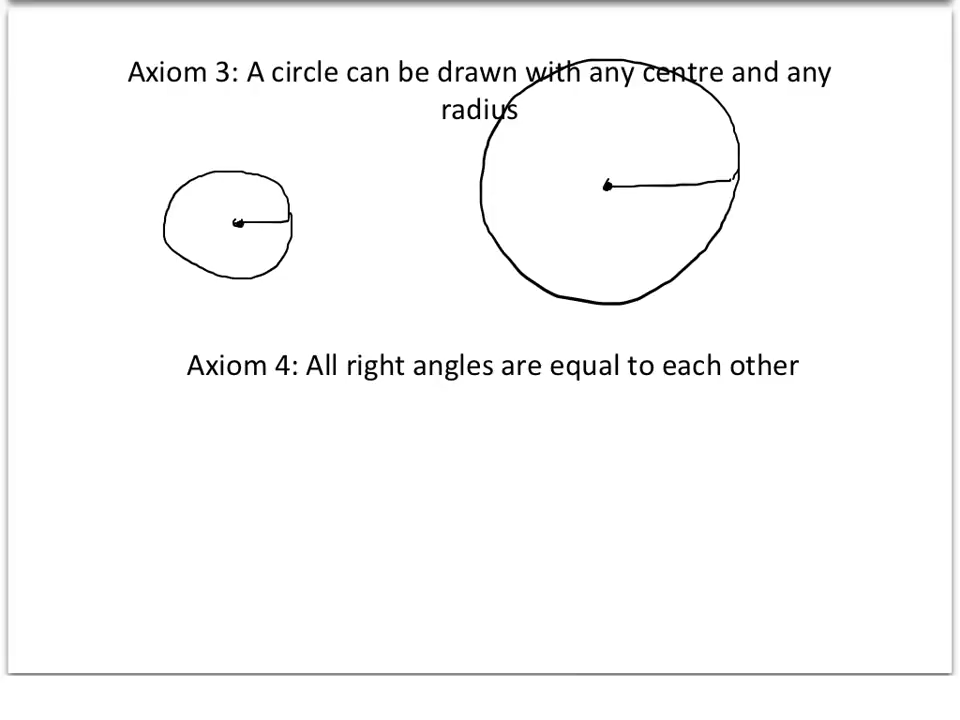 Axiom 3: A circle can be drawn with any centre and any
radius
Axiom 4: All right angles are equal to each other